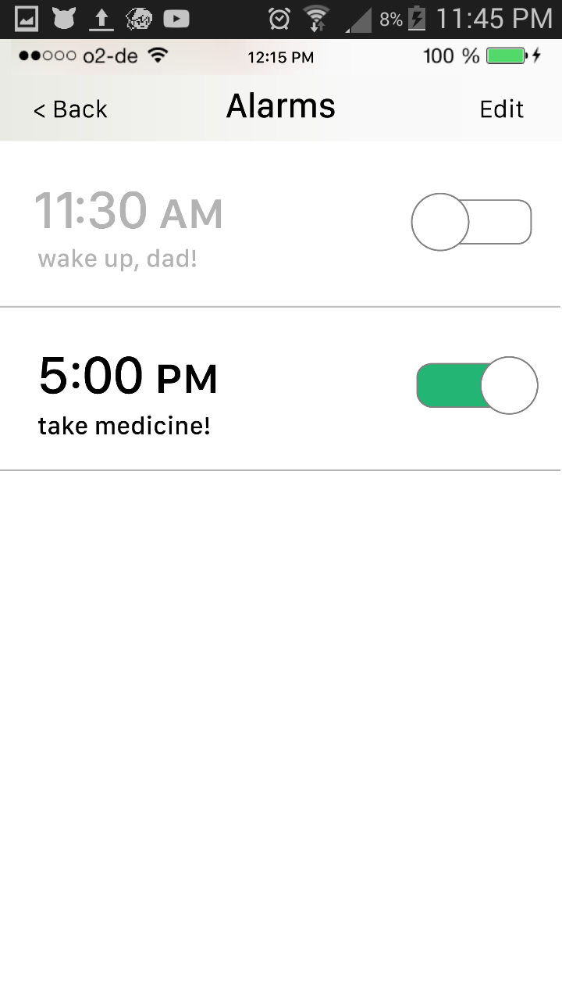 8% 11:45 PM
o2-de 12:15 PM 100 %
< Back Alarms Edit
11:30 AM
wake up, dad!
5:00 PM
take medicine!